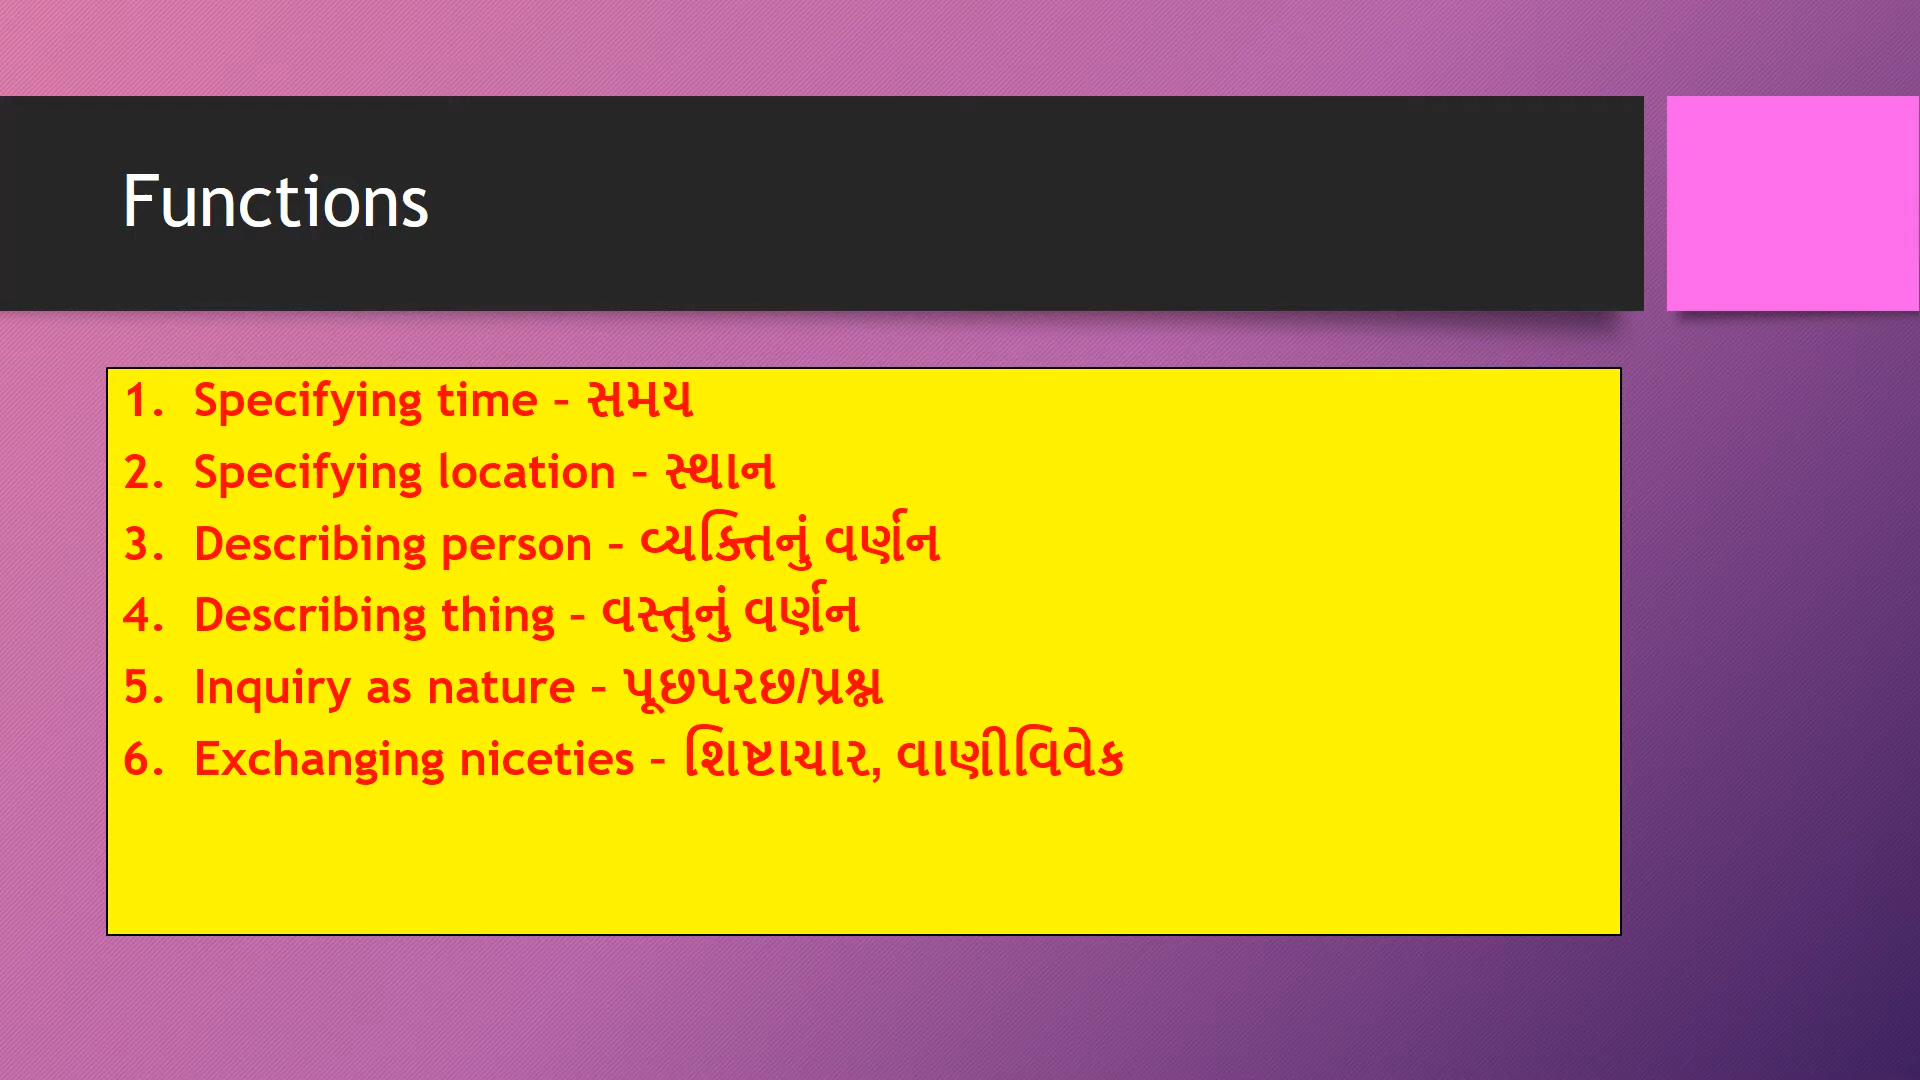 Functions
1. Specifying time – સમય
2. Specifying location – સ્થાન
3. Describing person – વ્યક્તિનું વર્ણન
4. Describing thing – વસ્તુનું વર્ણન
5. Inquiry as nature – પૂછપરછ/પ્રશ્ન
6. Exchanging niceties – શિષ્ટાચાર, વાણીવિવેક